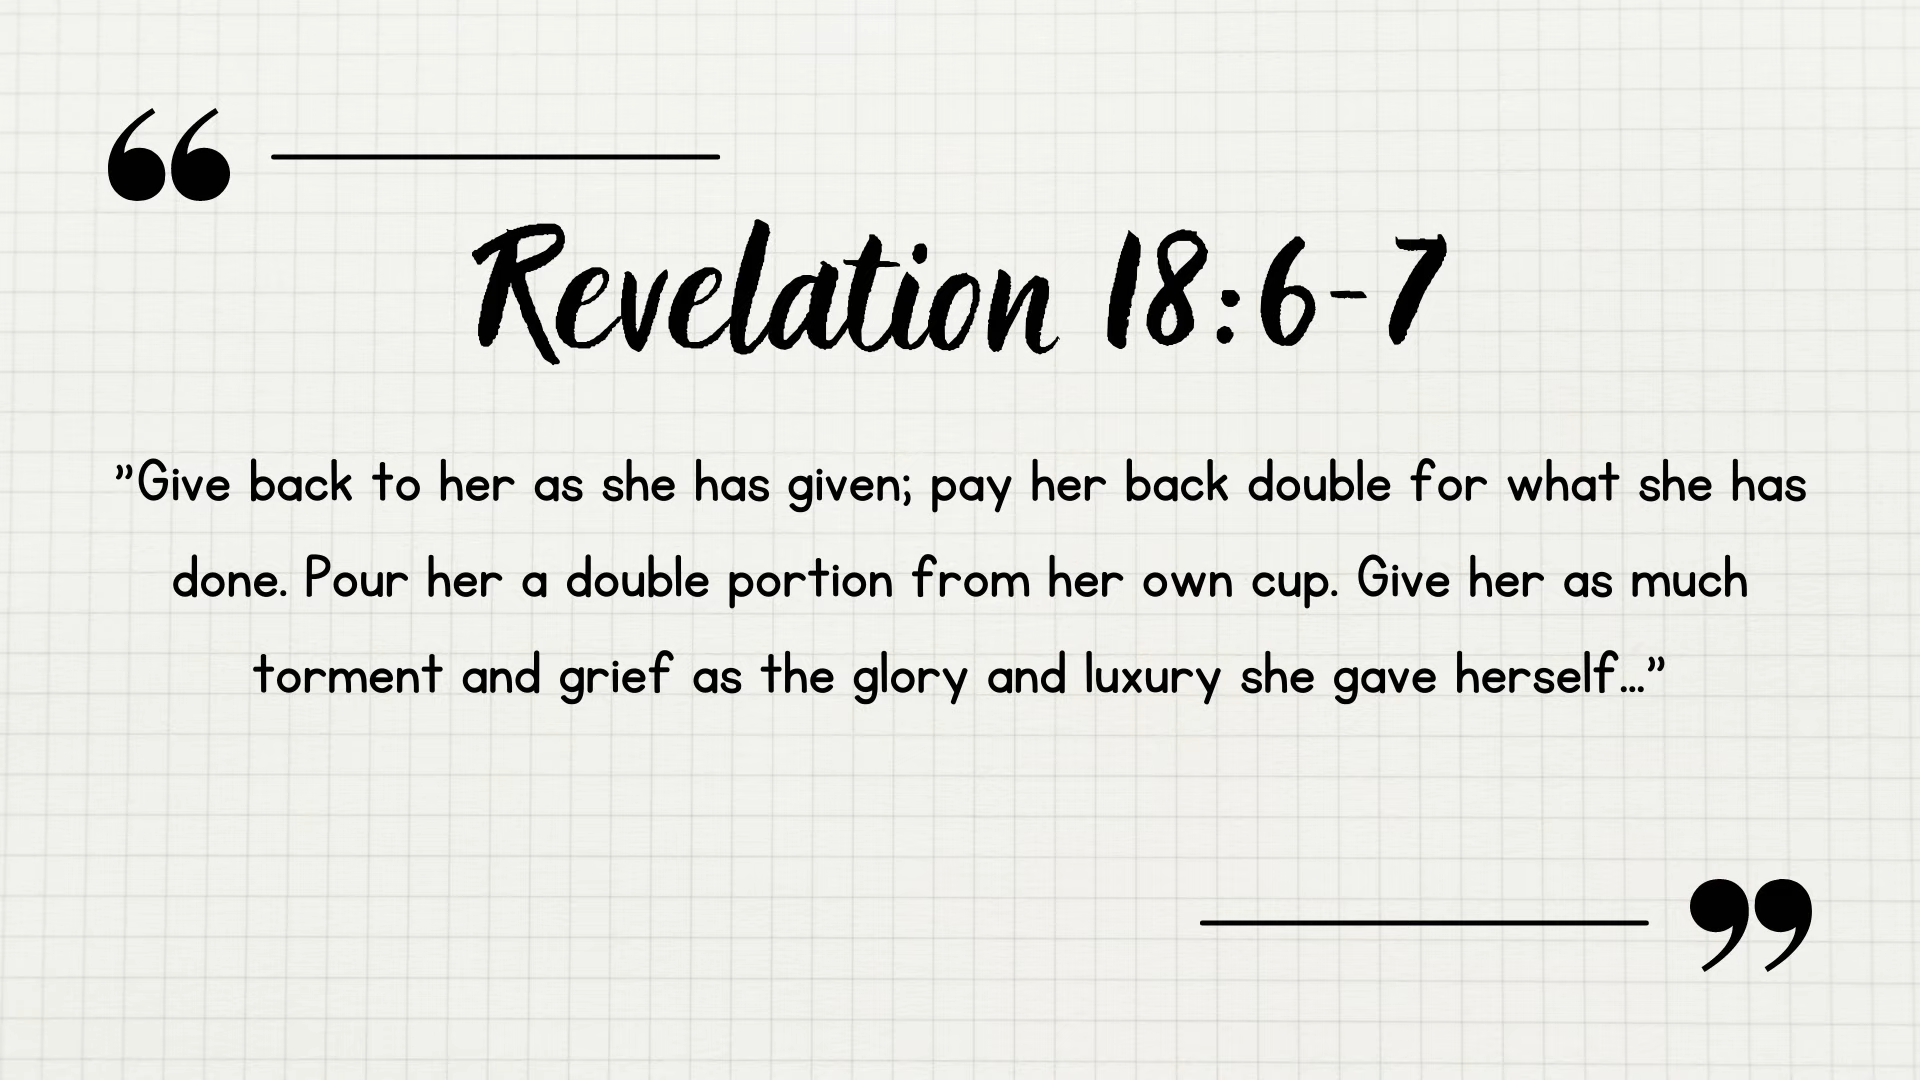 “
Revelation 18:6-7
”Give back to her as she has given; pay her back double for what she has
done. Pour her a double portion from her own cup. Give her as much
torment and grief as the glory and luxury she gave herself...”
”